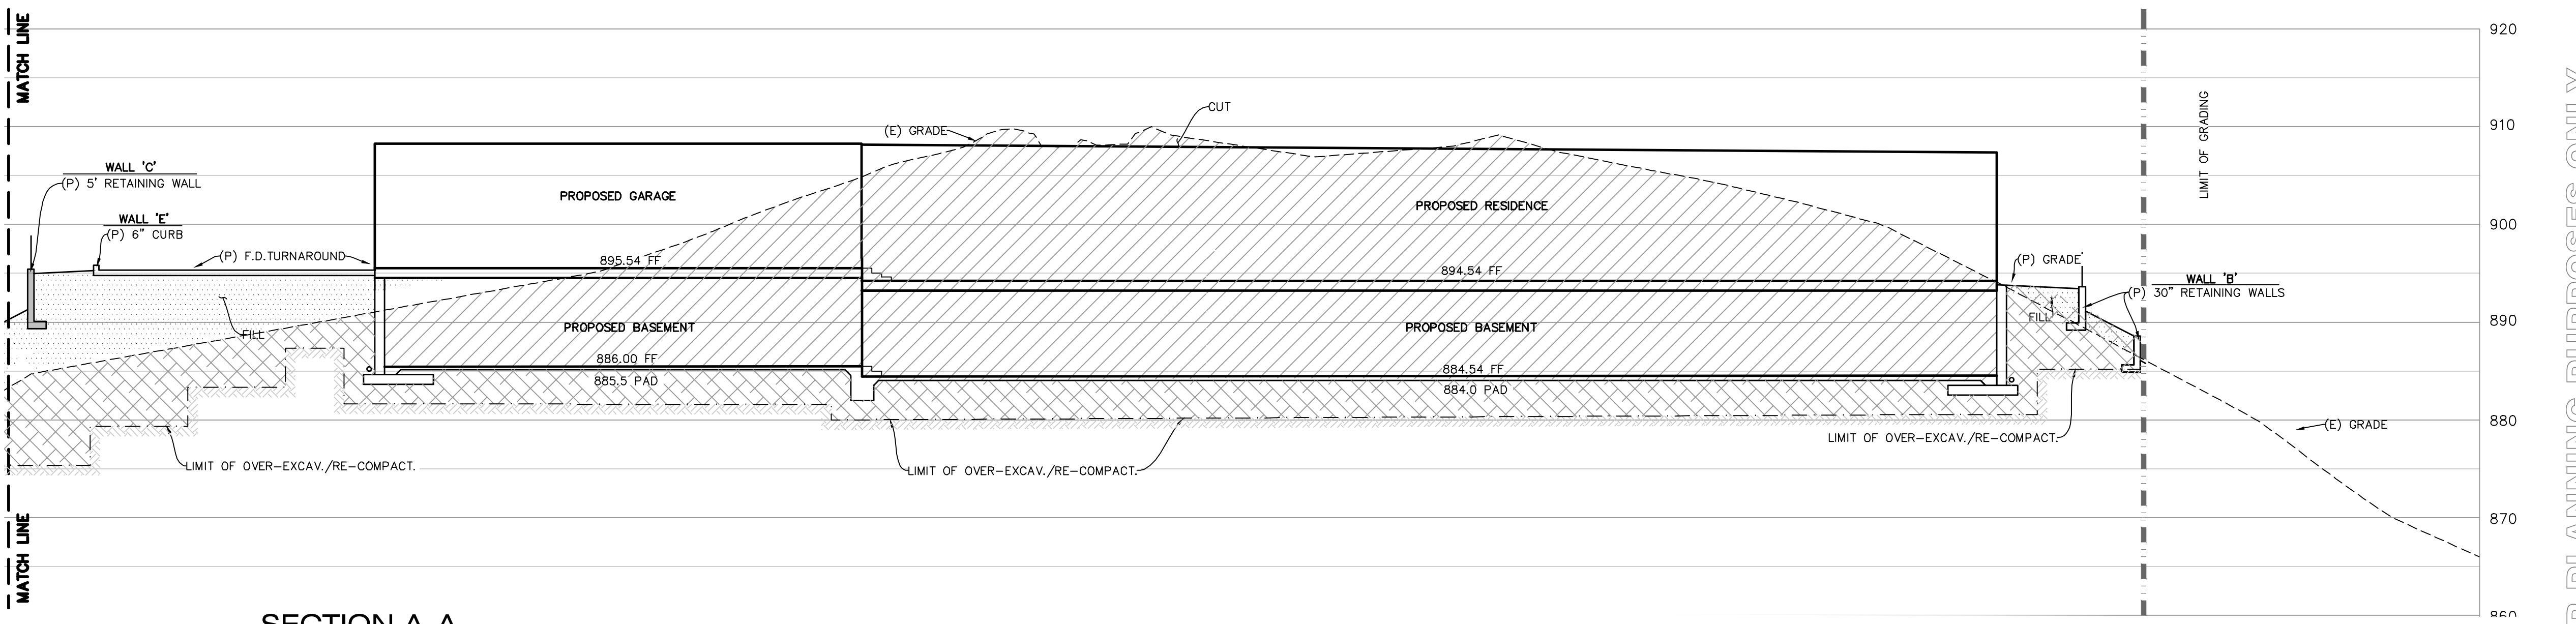 MATCH LINE
920
910
900
890
880
870
860
LIMIT OF GRADING
CUT
(E) GRADE
WALL 'C'
(P) 5' RETAINING WALL
WALL 'E'
(P) 6" CURB
(P) F.D.TURNAROUND
PROPOSED GARAGE
PROPOSED RESIDENCE
895.54 FF
894.54 FF
(P) GRADE
WALL 'B'
(P) 30" RETAINING WALLS
FILL
FILL
PROPOSED BASEMENT
PROPOSED BASEMENT
886.00 FF
885.5 PAD
884.54 FF
884.0 PAD
(E) GRADE
LIMIT OF OVER-EXCAV./RE-COMPACT.
LIMIT OF OVER-EXCAV./RE-COMPACT.
LIMIT OF OVER-EXCAV./RE-COMPACT.
MATCH LINE
SECTION A-A
R PLANNING PURPOSES ONLY